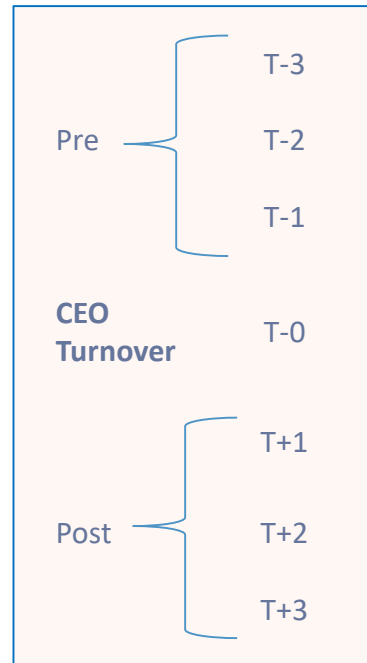 T-3
Pre
T-2
T-1
CEO
Turnover
T-0
T+1
Post
T+2
T+3